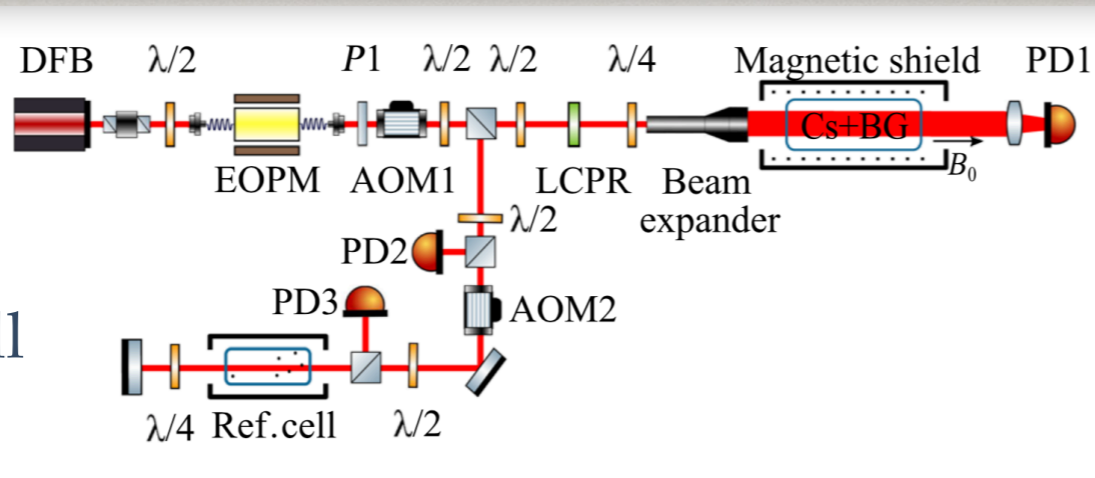 DFB λ/2 P1 λ/2 λ/2 λ/4 Magnetic shield PD1
Cs+BG
EOPM AOM1 LCPR Beam expander B₀
λ/2
PD2
PD3 AOM2
ll
λ/4 Ref.cell λ/2